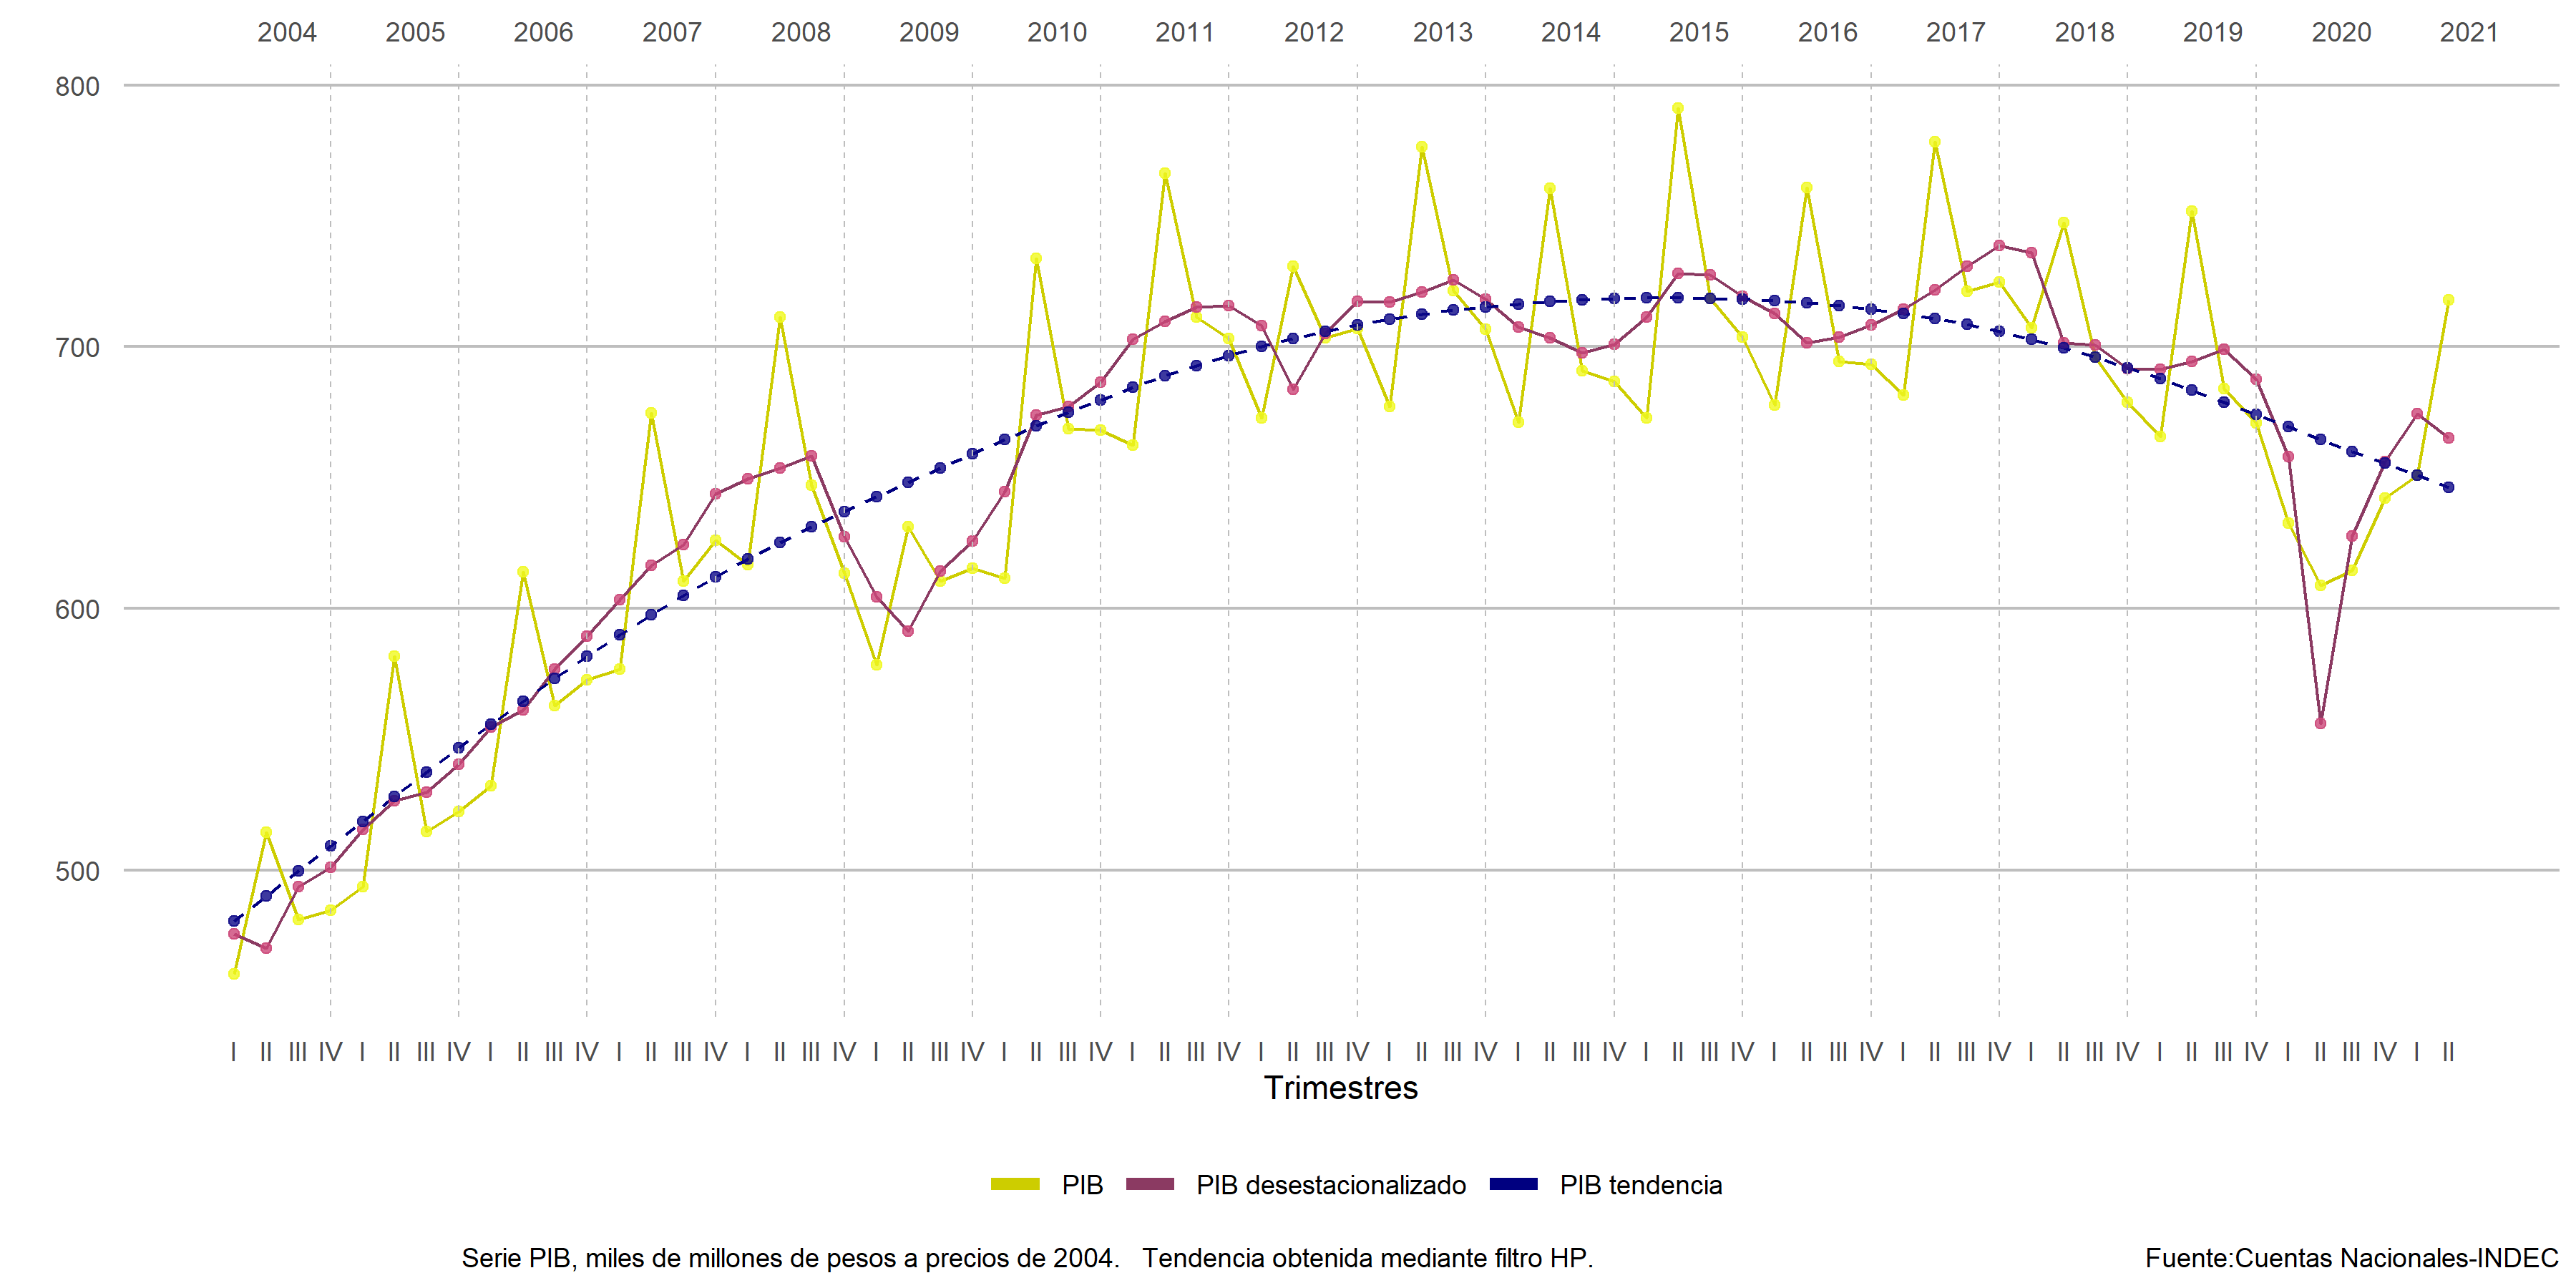 2004 2005 2006 2007 2008 2009 2010 2011 2012 2013 2014 2015 2016 2017 2018 2019 2020 2021
800
700
600
500
I II III IV I II III IV I II III IV I II III IV I II III IV I II III IV I II III IV I II III IV I II III IV I II III IV I II III IV I II III IV I II III IV I II III IV I II III IV I II III IV I II III IV I II
Trimestres
PIB PIB desestacionalizado PIB tendencia
Serie PIB, miles de millones de pesos a precios de 2004. Tendencia obtenida mediante filtro HP. Fuente:Cuentas Nacionales-INDEC